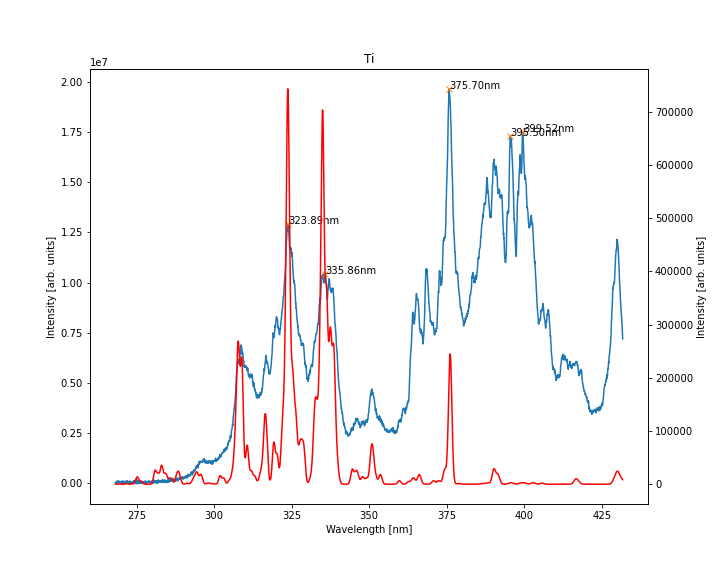 Ti
1e7
375.70nm
399.52nm
395.50nm
323.89nm
335.86nm
2.00
1.75
1.50
1.25
1.00
0.75
0.50
0.25
0.00
Intensity [arb. units]
700000
600000
500000
400000
300000
200000
100000
0
Intensity [arb. units]
275
300
325
350
375
400
425
Wavelength [nm]